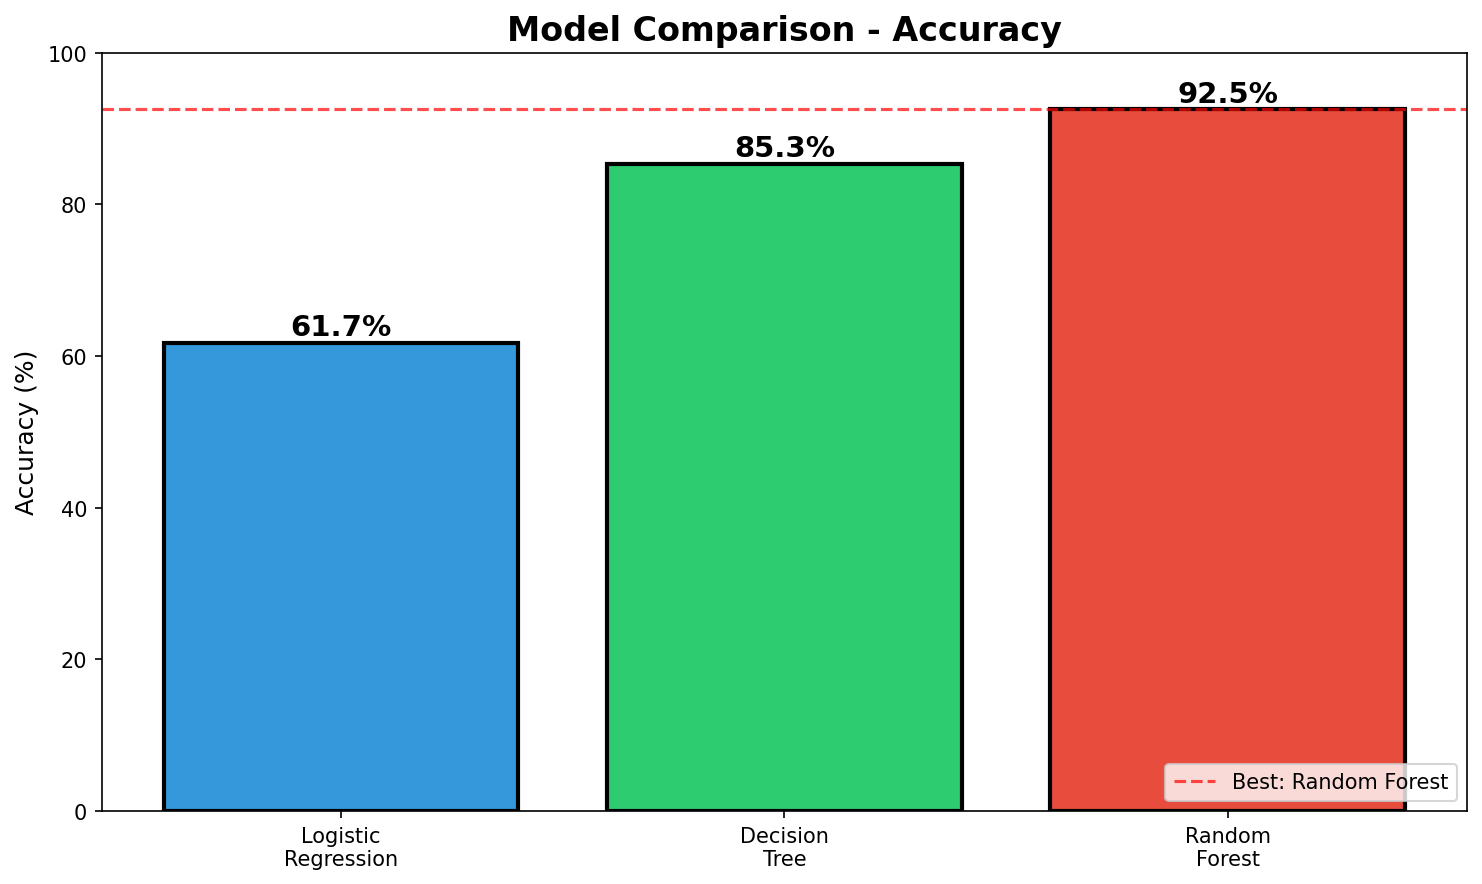 Model Comparison - Accuracy
100
80
60
40
20
0
Accuracy (%)
61.7%
85.3%
92.5%
Best: Random Forest
Logistic
Regression
Decision
Tree
Random
Forest